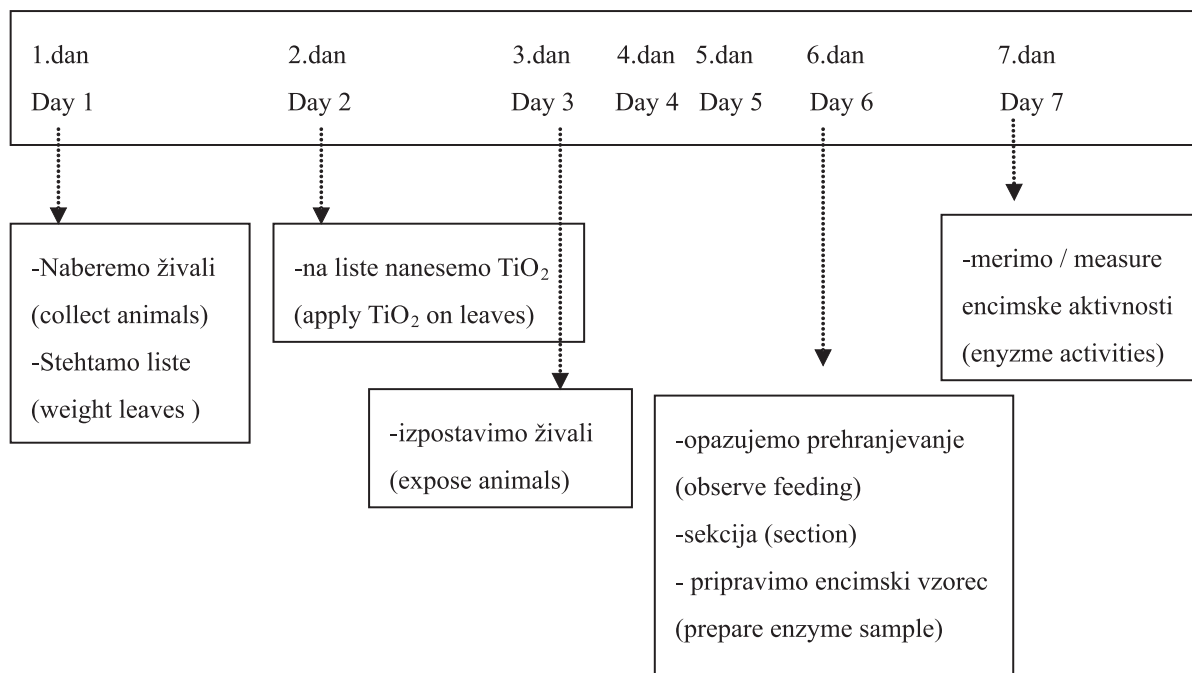 1.dan 2.dan 3.dan 4.dan 5.dan 6.dan 7.dan
Day 1 Day 2 Day 3 Day 4 Day 5 Day 6 Day 7
-Naberemo živali
(collect animals)
-Stehtamo liste
(weight leaves )
-na liste nanesemo TiO₂
(apply TiO₂ on leaves)
-izpostavimo živali
(expose animals)
-opazujemo prehranjevanje
(observe feeding)
-sekcija (section)
- pripravimo encimski vzorec
(prepare enzyme sample)
-merimo / measure
encimske aktivnosti
(enyzme activities)